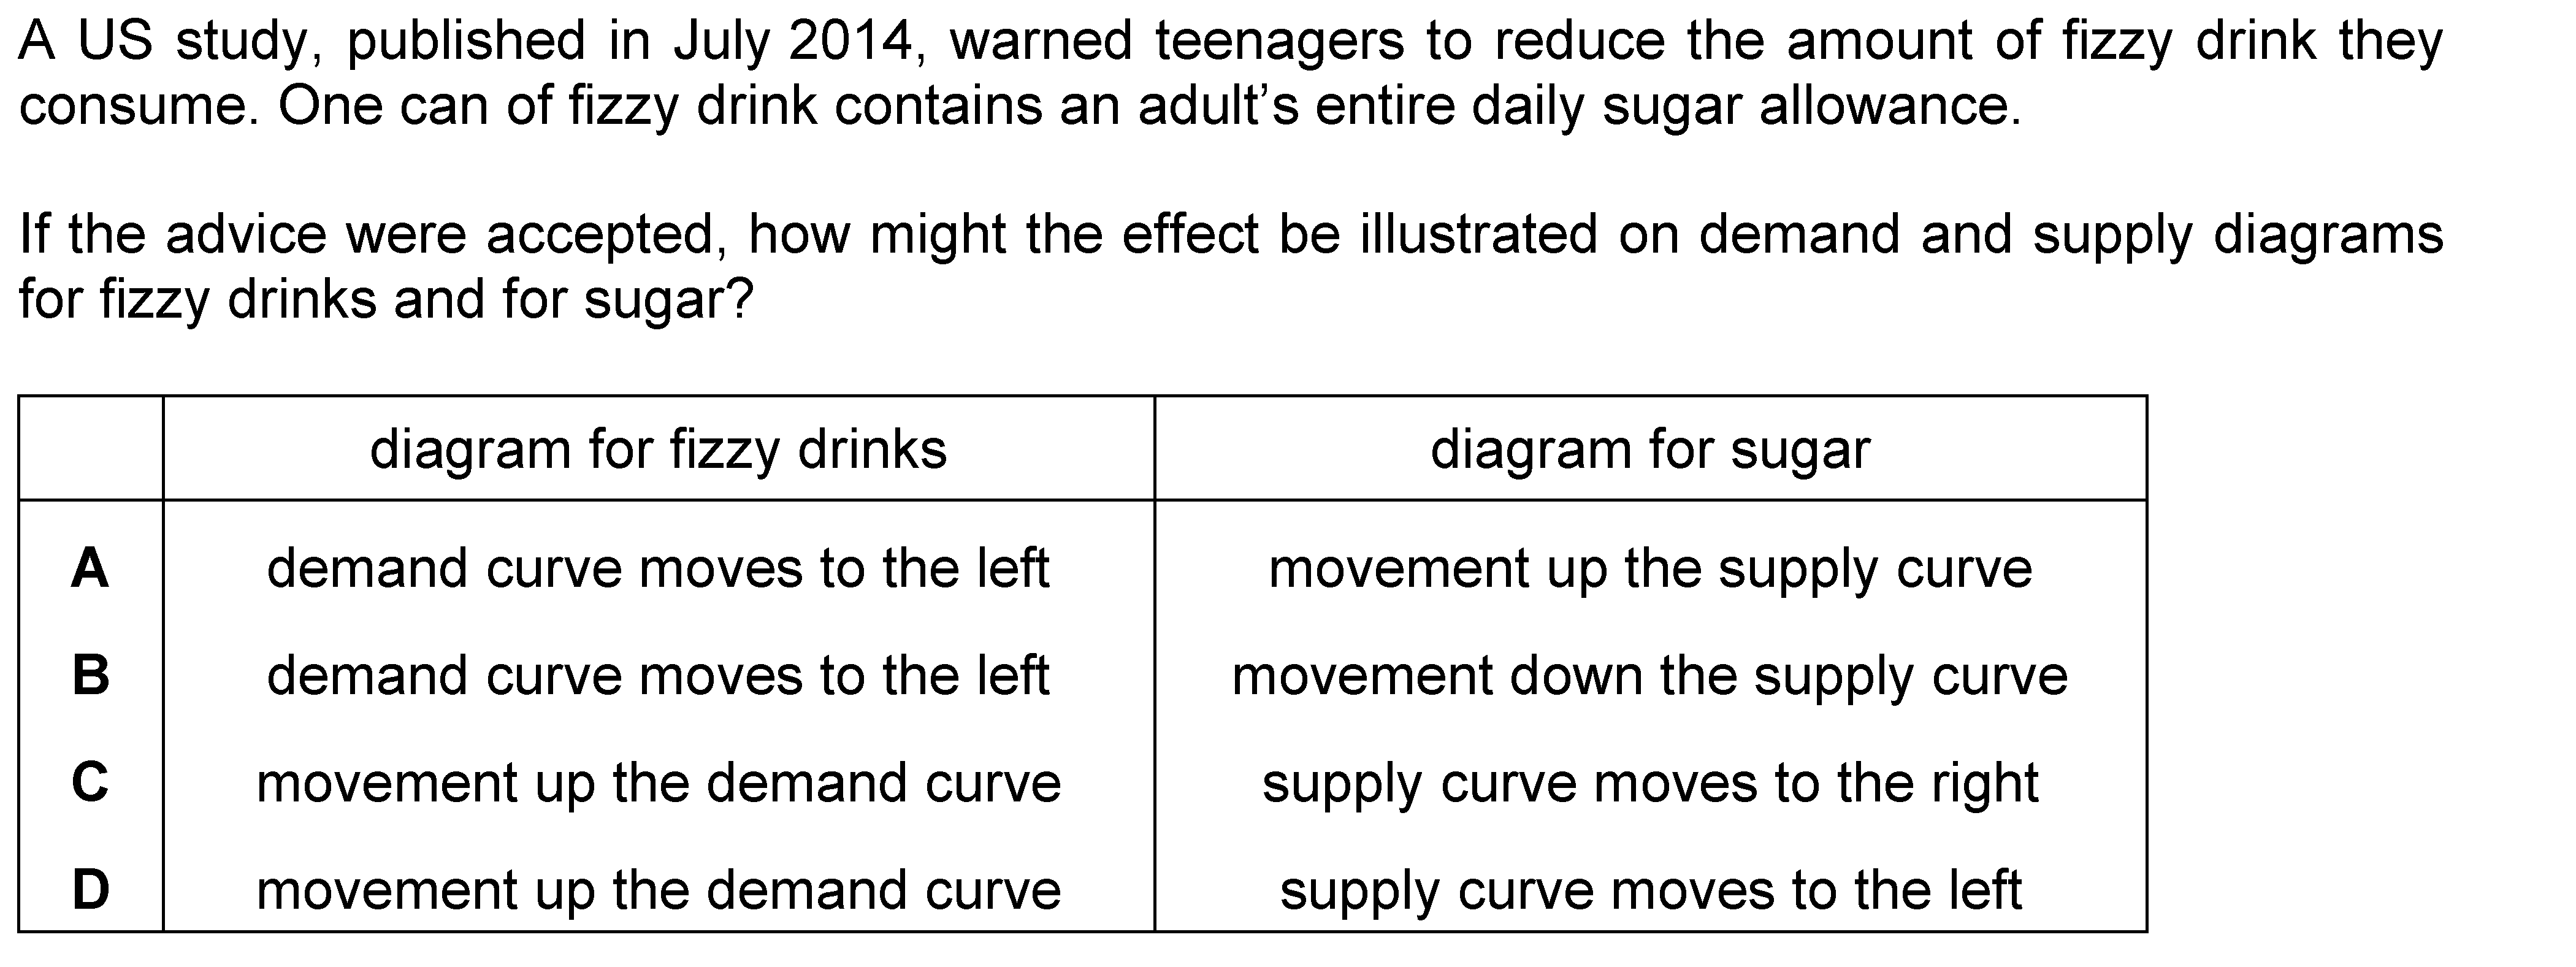 A US study, published in July 2014, warned teenagers to reduce the amount of fizzy drink they
consume. One can of fizzy drink contains an adult’s entire daily sugar allowance.
If the advice were accepted, how might the effect be illustrated on demand and supply diagrams
for fizzy drinks and for sugar?
diagram for fizzy drinks diagram for sugar
A demand curve moves to the left movement up the supply curve
B demand curve moves to the left movement down the supply curve
C movement up the demand curve supply curve moves to the right
D movement up the demand curve supply curve moves to the left